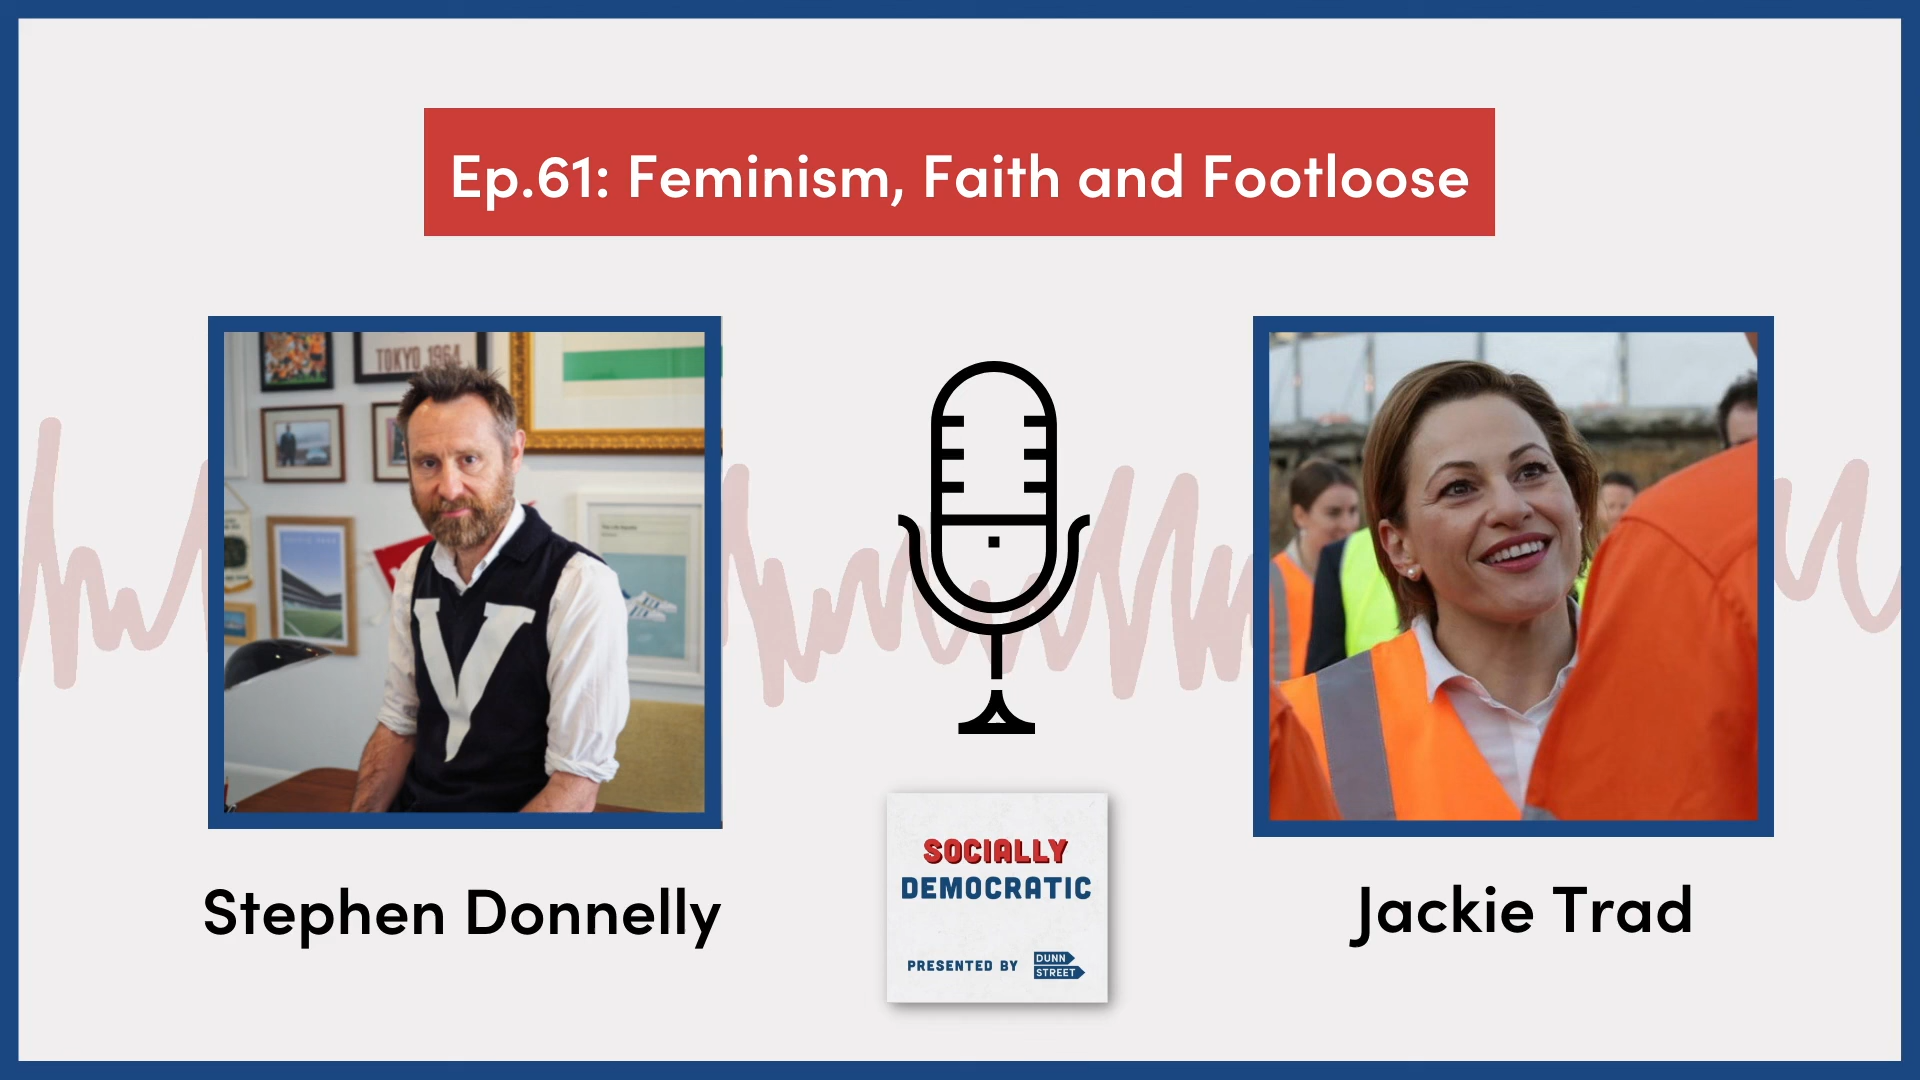 Ep.61: Feminism, Faith and Footloose
TOKYO 1964
V
Stephen Donnelly
Jackie Trad
SOCIALLY
DEMOCRATIC
PRESENTED BY
DUNN
STREET